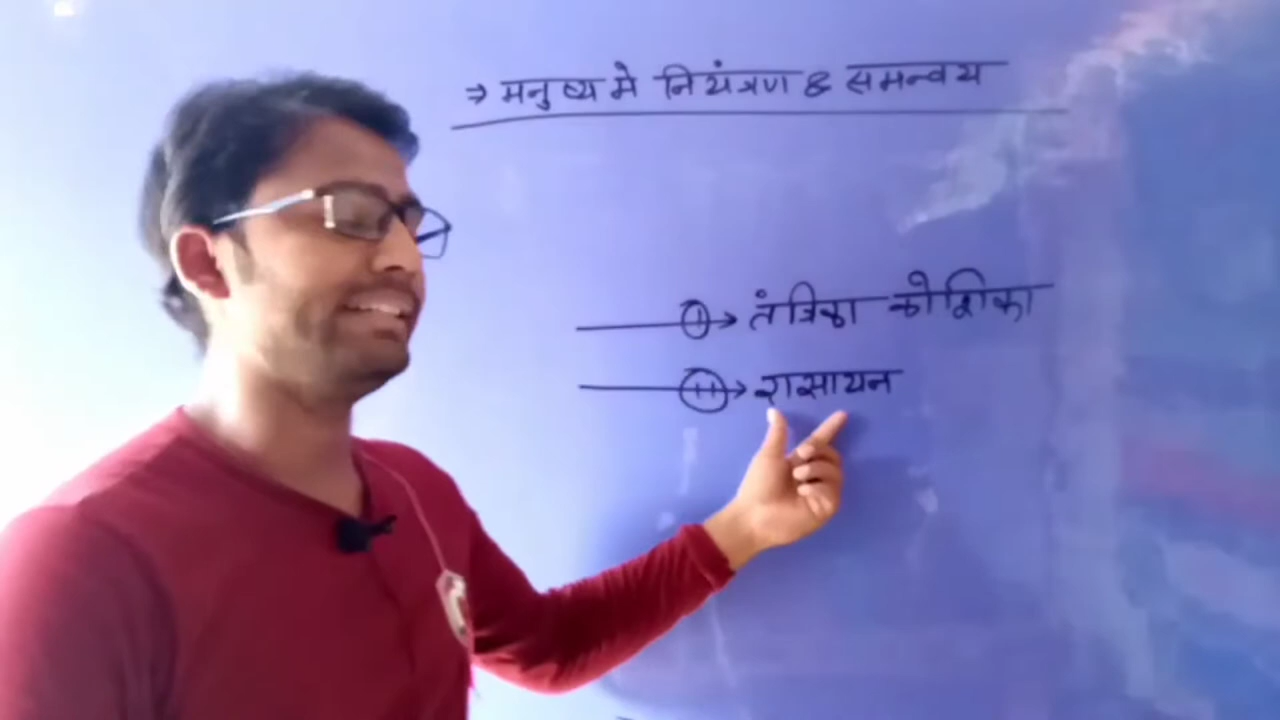 → मनुष्य मे नियंत्रण & समन्वय
(I)→ तंत्रिका कोशिका
(II)→ रासायन